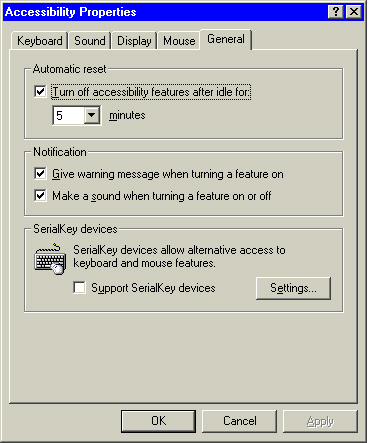 Accessibility Properties
Keyboard Sound Display Mouse General
Automatic reset
Turn off accessibility features after idle for:
5 minutes
Notification
Give warning message when turning a feature on
Make a sound when turning a feature on or off
SerialKey devices
SerialKey devices allow alternative access to
keyboard and mouse features.
Support SerialKey devices Settings...
OK Cancel Apply